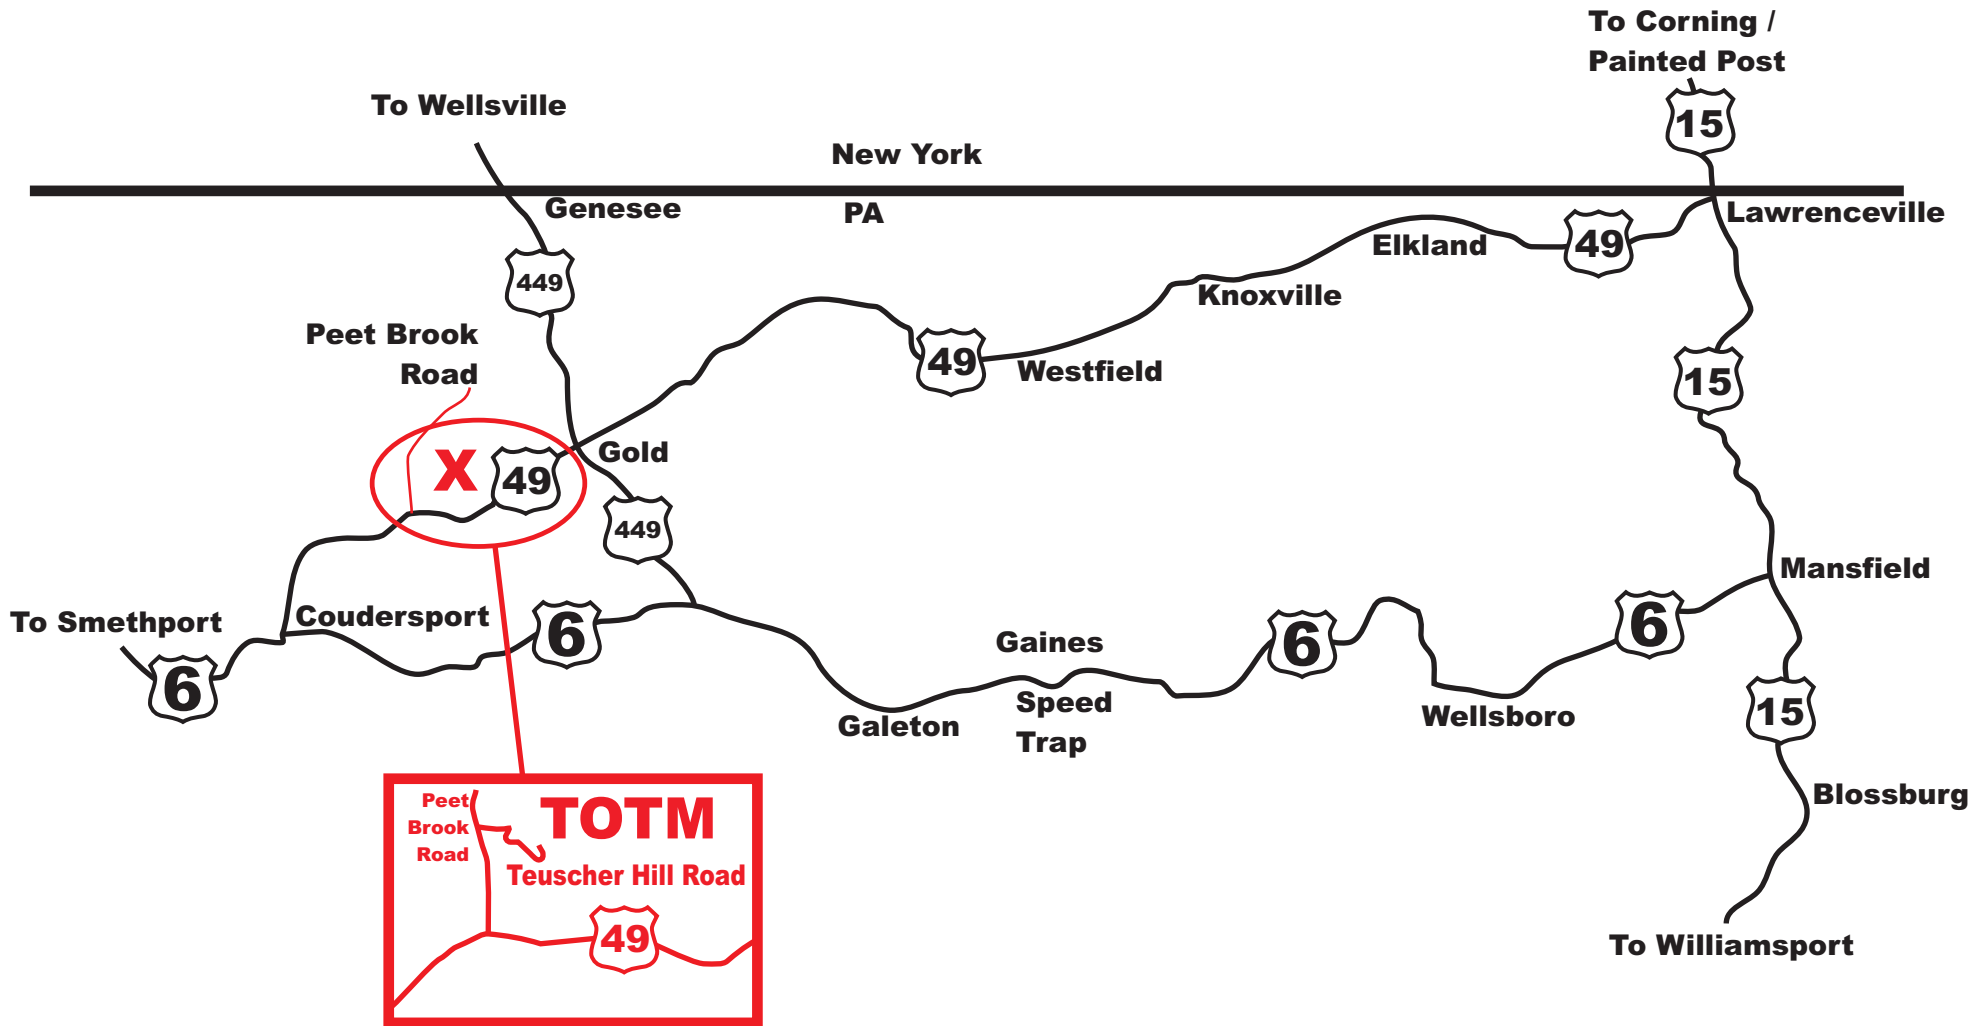 To Corning /
Painted Post
15
To Wellsville
New York
Genesee
PA
Lawrenceville
49
Elkland
449
Knoxville
Peet Brook
Road
49
Westfield
15
X
49
Gold
449
Mansfield
To Smethport
Coudersport
6
6
6
6
Gaines
Speed
Trap
Galeton
Wellsboro
15
Blossburg
To Williamsport
Peet
Brook
Road
TOTM
Teuscher Hill Road
49